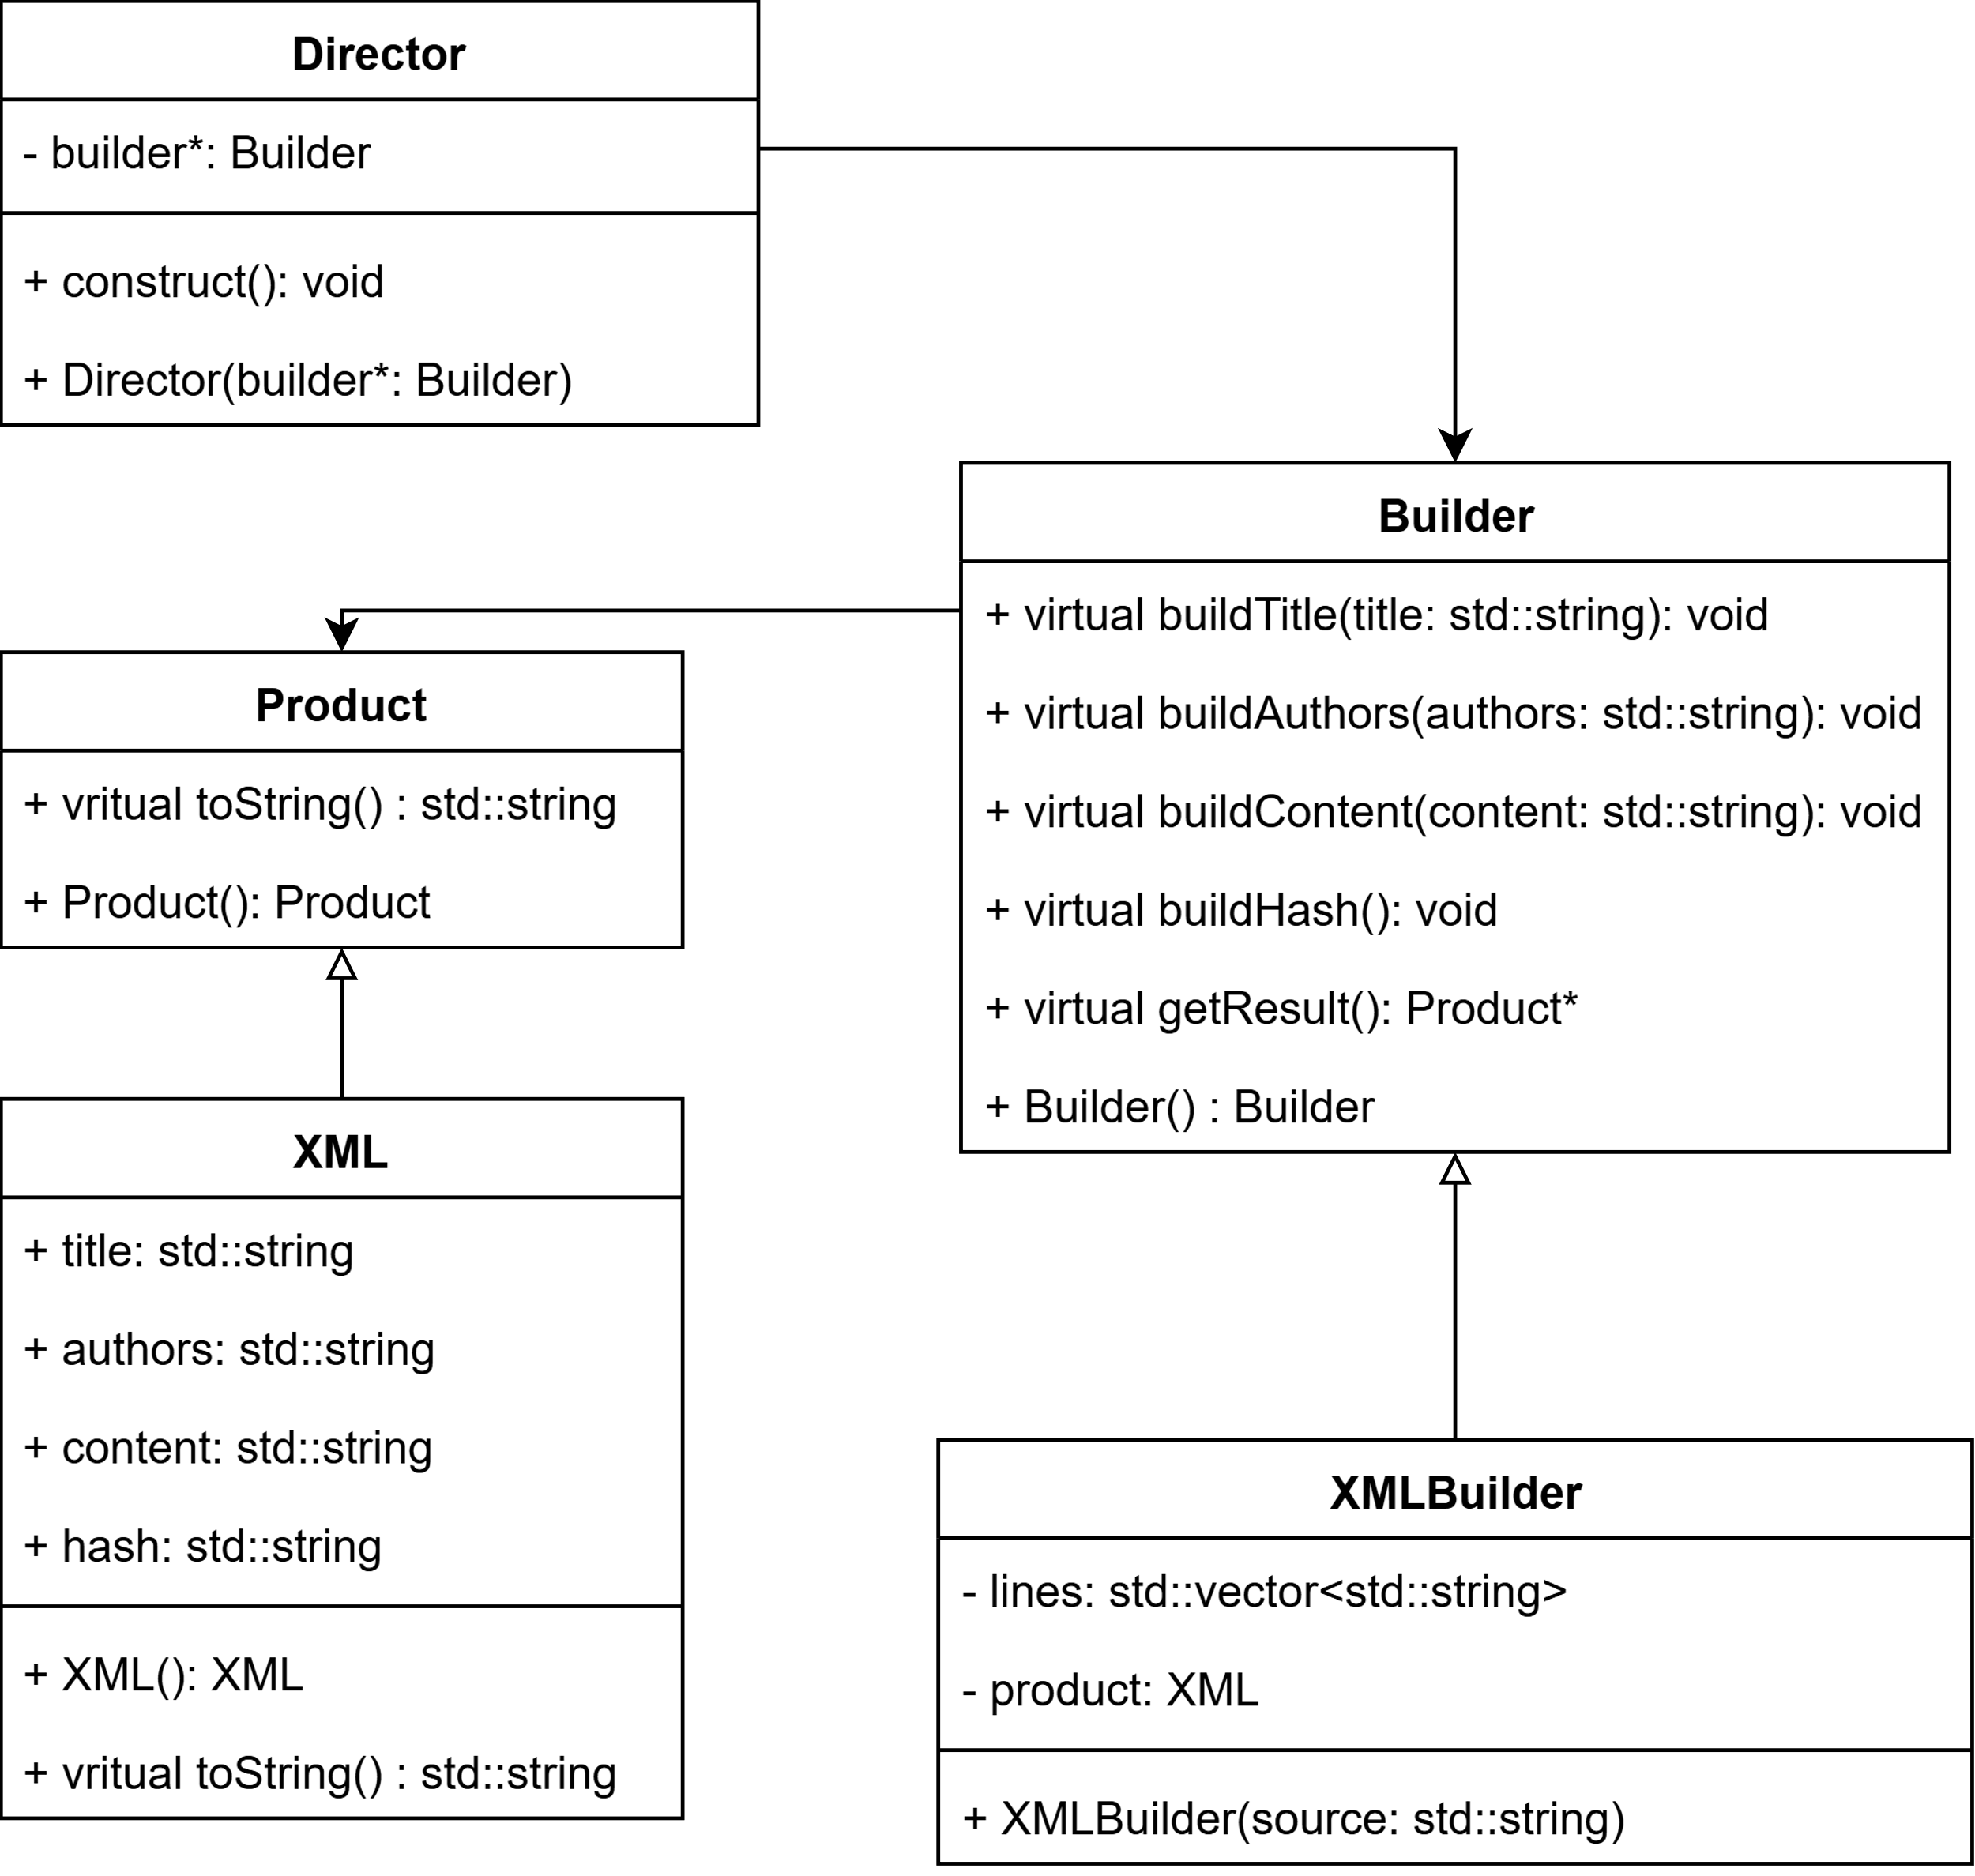 Director
- builder*: Builder
+ construct(): void
+ Director(builder*: Builder)
Builder
+ virtual buildTitle(title: std::string): void
+ virtual buildAuthors(authors: std::string): void
+ virtual buildContent(content: std::string): void
+ virtual buildHash(): void
+ virtual getResult(): Product*
+ Builder() : Builder
Product
+ vritual toString() : std::string
+ Product(): Product
XML
+ title: std::string
+ authors: std::string
+ content: std::string
+ hash: std::string
+ XML(): XML
+ vritual toString() : std::string
XMLBuilder
- lines: std::vector<std::string>
- product: XML
+ XMLBuilder(source: std::string)